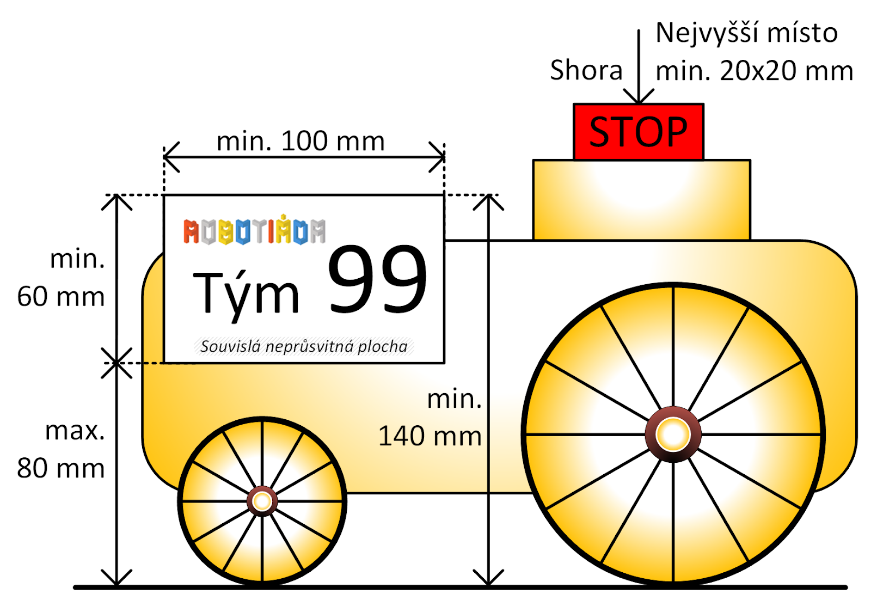 Nejvyšší místo
Shora
min. 20x20 mm
STOP
min. 100 mm
ROBOTIÁDA
Tým 99
Souvislá neprůsvitná plocha
min.
60 mm
min.
140 mm
max.
80 mm